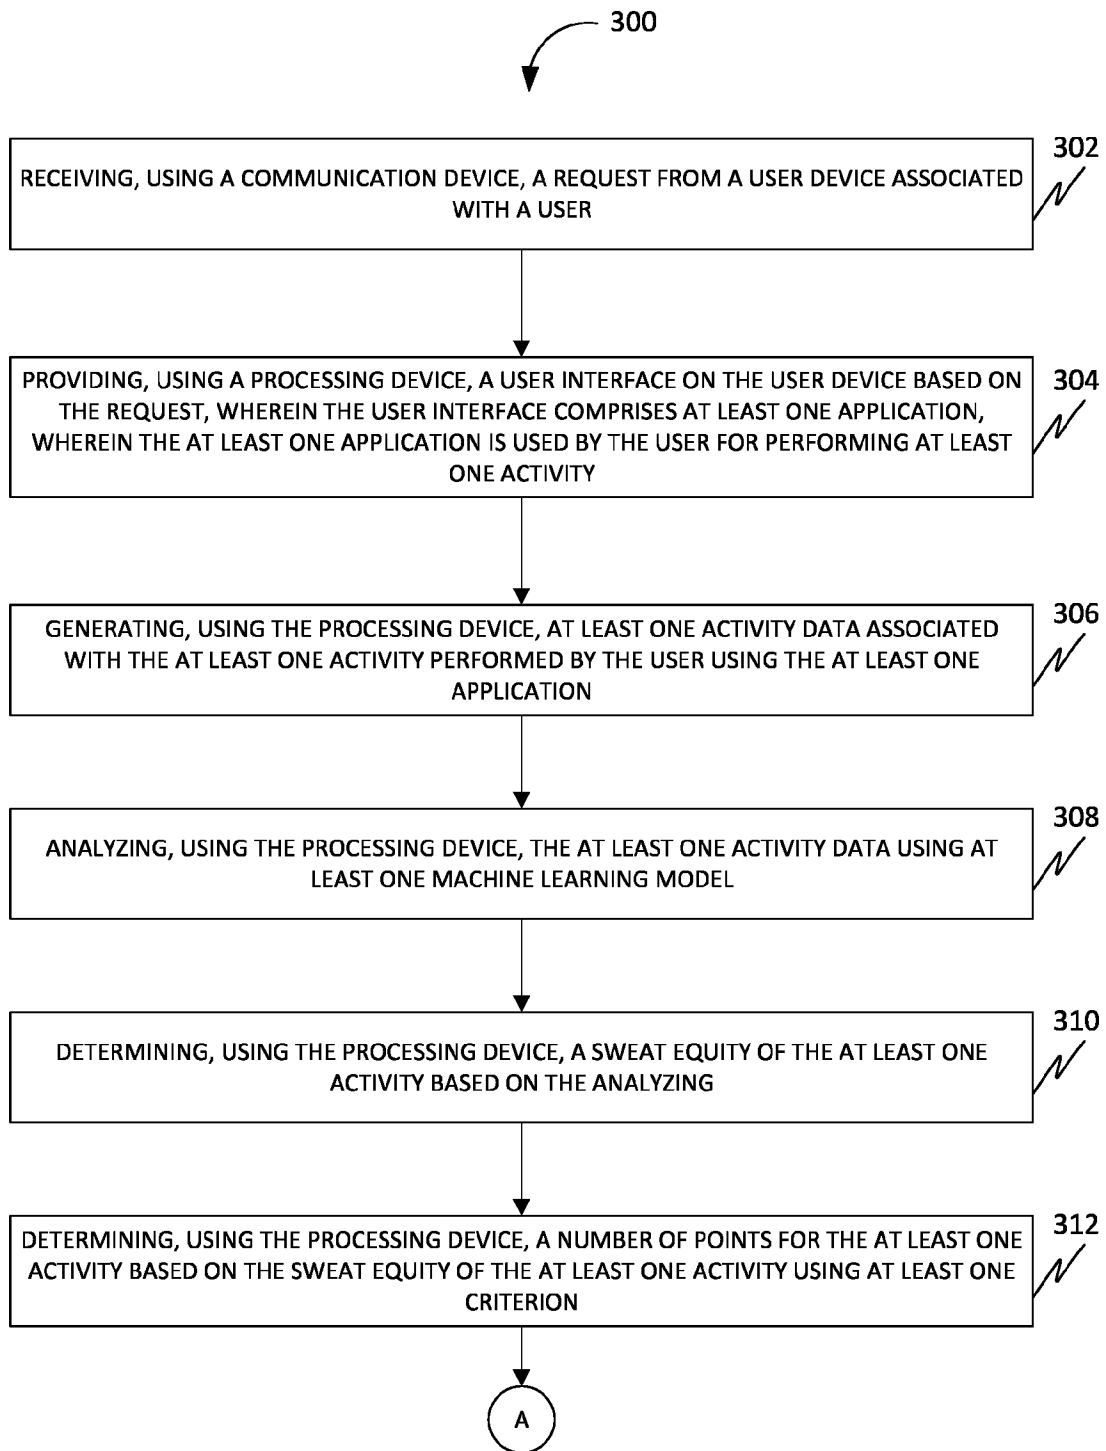 300
302
RECEIVING, USING A COMMUNICATION DEVICE, A REQUEST FROM A USER DEVICE ASSOCIATED
WITH A USER
304
PROVIDING, USING A PROCESSING DEVICE, A USER INTERFACE ON THE USER DEVICE BASED ON
THE REQUEST, WHEREIN THE USER INTERFACE COMPRISES AT LEAST ONE APPLICATION,
WHEREIN THE AT LEAST ONE APPLICATION IS USED BY THE USER FOR PERFORMING AT LEAST
ONE ACTIVITY
306
GENERATING, USING THE PROCESSING DEVICE, AT LEAST ONE ACTIVITY DATA ASSOCIATED
WITH THE AT LEAST ONE ACTIVITY PERFORMED BY THE USER USING THE AT LEAST ONE
APPLICATION
308
ANALYZING, USING THE PROCESSING DEVICE, THE AT LEAST ONE ACTIVITY DATA USING AT
LEAST ONE MACHINE LEARNING MODEL
310
DETERMINING, USING THE PROCESSING DEVICE, A SWEAT EQUITY OF THE AT LEAST ONE
ACTIVITY BASED ON THE ANALYZING
312
DETERMINING, USING THE PROCESSING DEVICE, A NUMBER OF POINTS FOR THE AT LEAST ONE
ACTIVITY BASED ON THE SWEAT EQUITY OF THE AT LEAST ONE ACTIVITY USING AT LEAST ONE
CRITERION
A